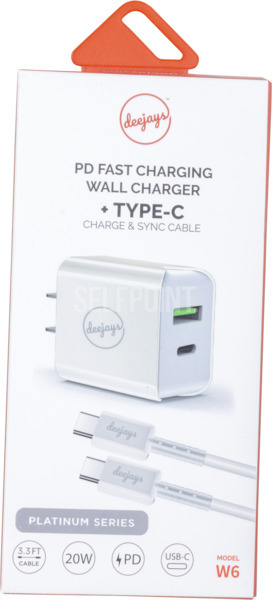 deejays
PD FAST CHARGING
WALL CHARGER
+ TYPE-C
CHARGE & SYNC CABLE
SELFPOINT
deejays
deejays
deejays
PLATINUM SERIES
3.3FT
CABLE
20W
PD
USB-C
MODEL
W6